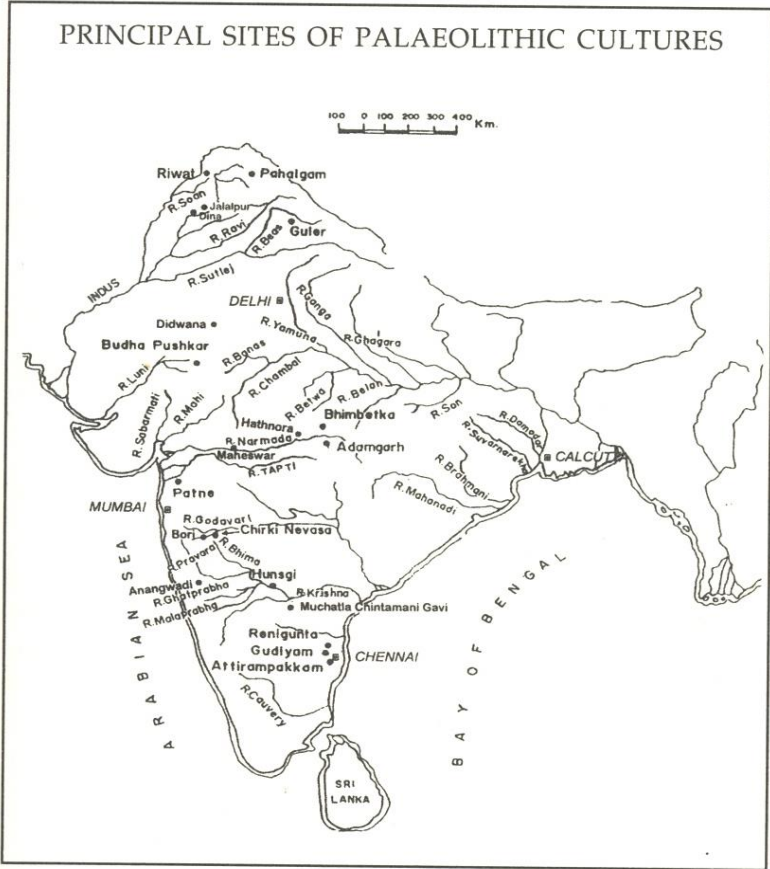 PRINCIPAL SITES OF PALAEOLITHIC CULTURES
100 0 100 200 300 400 Km.
Riwat
Pahalgam
R.Soan
Jalalpur
Dina
R.Ravi
R.Beas
Guler
R.Sutlej
INDUS
DELHI
R.Ganga
Didwana
R.Yamuna
R.Ghagara
Budha Pushkar
R.Banas
R.Luni
R.Chambal
R.Sabarmati
R.Mahi
R.Betwa
R.Belan
R.Son
Bhimbetka
Hathnora
R.Damodar
R.Narmada
Adamgarh
R.Suvarnarekha
Maheswar
CALCUT
R.TAPTI
R.Brahmani
Patne
R.Mahanadi
MUMBAI
R.Godavari
Chirki Nevasa
Bori
R.Bhima
R.Pravara
Hunsgi
Anangwadi
R.Ghatprabha
R.Krishna
R.Malaprabha
Muchatla Chintamani Gavi
Renigunta
Gudiyam
CHENNAI
Attirampakkam
R.Cauvery
ARABIAN SEA
BAY OF BENGAL
SRI
LANKA